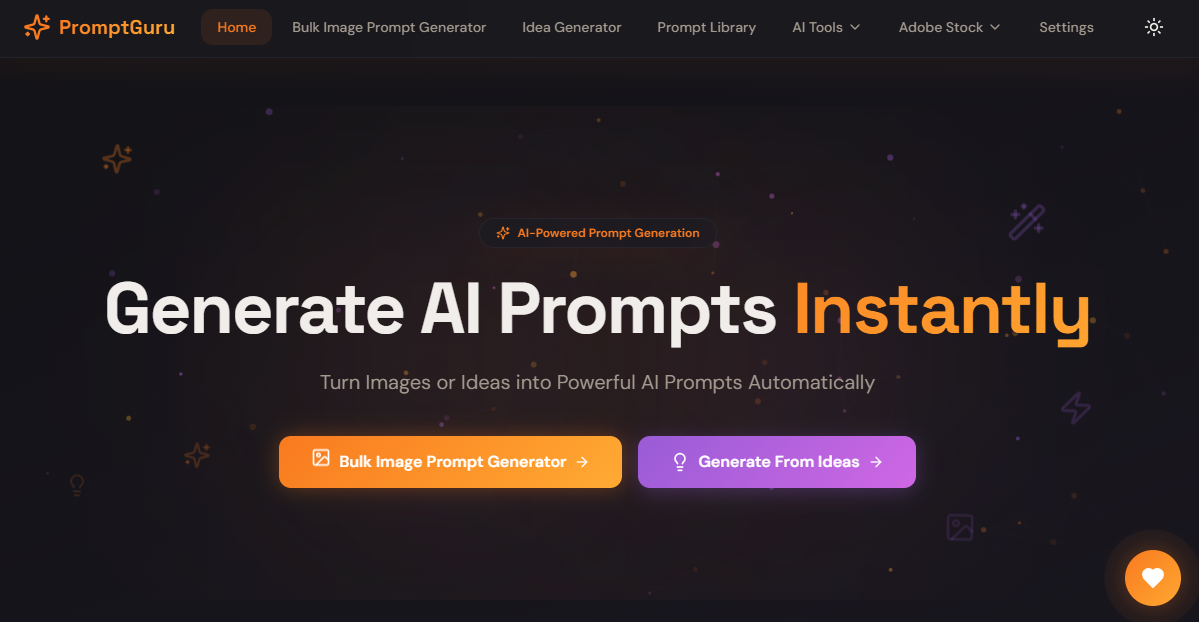 PromptGuru
Home
Bulk Image Prompt Generator
Idea Generator
Prompt Library
AI Tools
Adobe Stock
Settings
AI-Powered Prompt Generation
Generate AI Prompts Instantly
Turn Images or Ideas into Powerful AI Prompts Automatically
Bulk Image Prompt Generator →
Generate From Ideas →